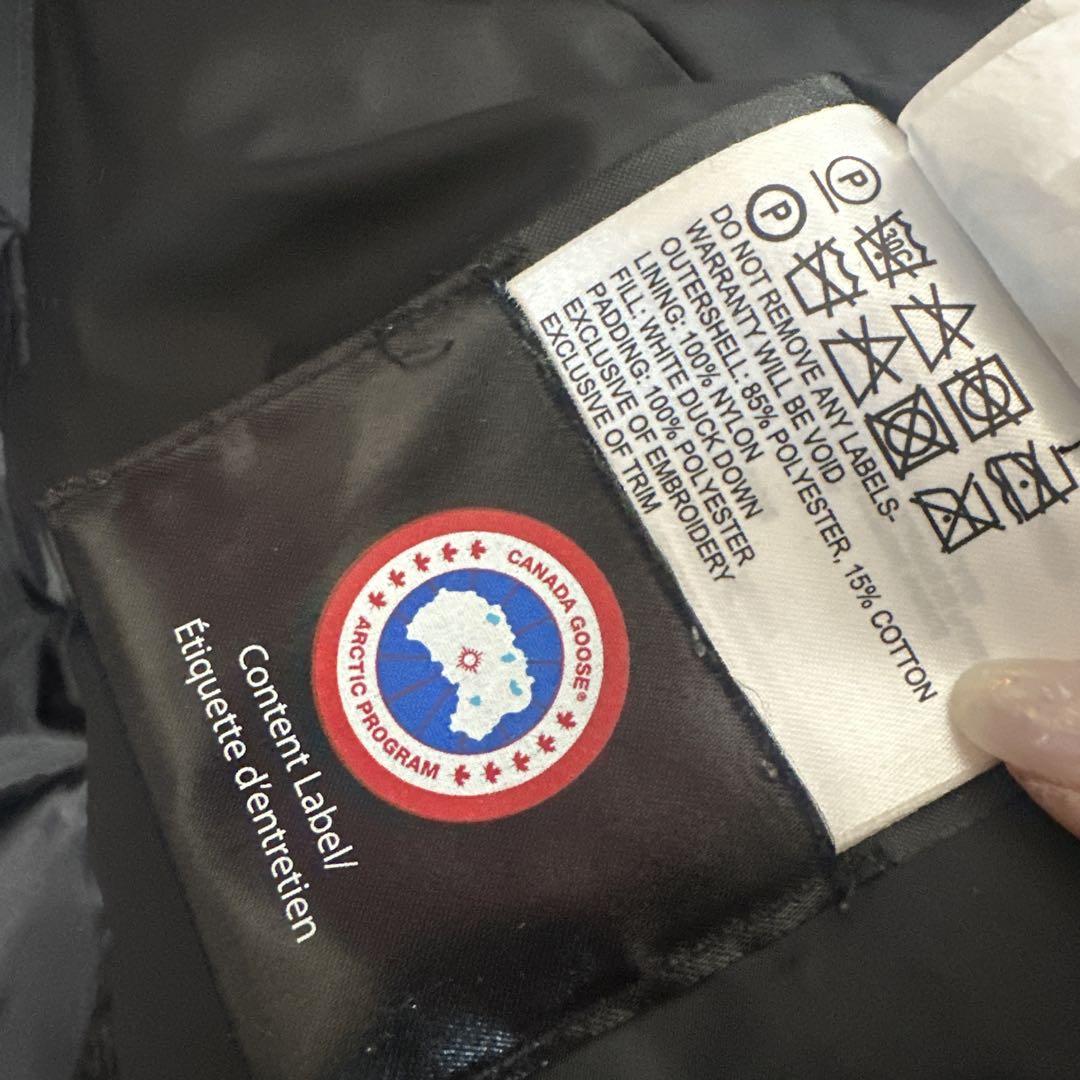 P
P
30C
DO NOT REMOVE ANY LABELS-
WARRANTY WILL BE VOID
OUTERSHELL: 85% POLYESTER, 15% COTTON
LINING: 100% NYLON
FILL: WHITE DUCK DOWN
PADDING: 100% POLYESTER
EXCLUSIVE OF EMBROIDERY
EXCLUSIVE OF TRIM
CANADA GOOSE®
ARCTIC PROGRAM
Content Label/
Étiquette d'entretien